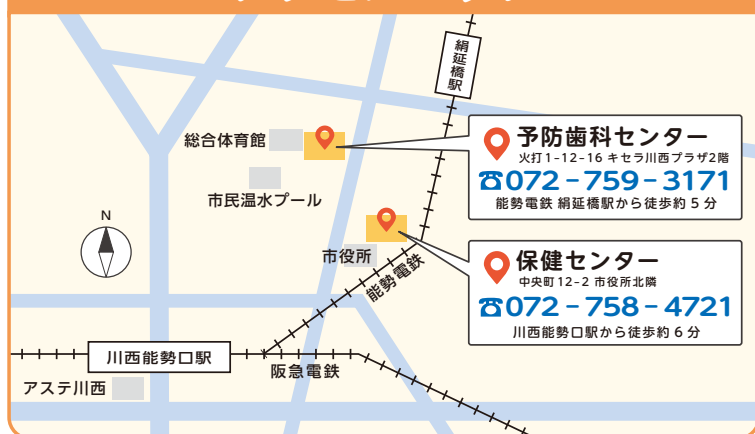 絹延橋駅
総合体育館
市民温水プール
N
市役所
能勢電鉄
川西能勢口駅
阪急電鉄
アステ川西
予防歯科センター
火打1-12-16 キセラ川西プラザ2階
☎072-759-3171
能勢電鉄 絹延橋駅から徒歩約5分
保健センター
中央町12-2 市役所北隣
☎072-758-4721
川西能勢口駅から徒歩約6分